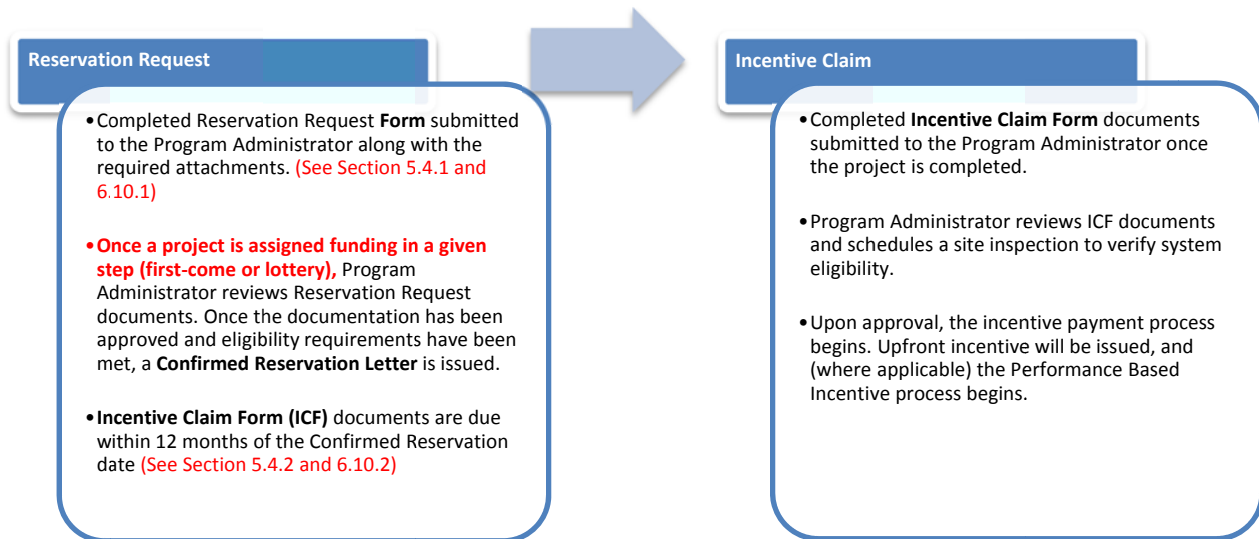 Reservation Request
•Completed Reservation Request Form submitted
to the Program Administrator along with the
required attachments. (See Section 5.4.1 and
6.10.1)
•Once a project is assigned funding in a given
step (first-come or lottery), Program
Administrator reviews Reservation Request
documents. Once the documentation has been
approved and eligibility requirements have been
met, a Confirmed Reservation Letter is issued.
•Incentive Claim Form (ICF) documents are due
within 12 months of the Confirmed Reservation
date (See Section 5.4.2 and 6.10.2)
Incentive Claim
•Completed Incentive Claim Form documents
submitted to the Program Administrator once
the project is completed.
•Program Administrator reviews ICF documents
and schedules a site inspection to verify system
eligibility.
•Upon approval, the incentive payment process
begins. Upfront incentive will be issued, and
(where applicable) the Performance Based
Incentive process begins.